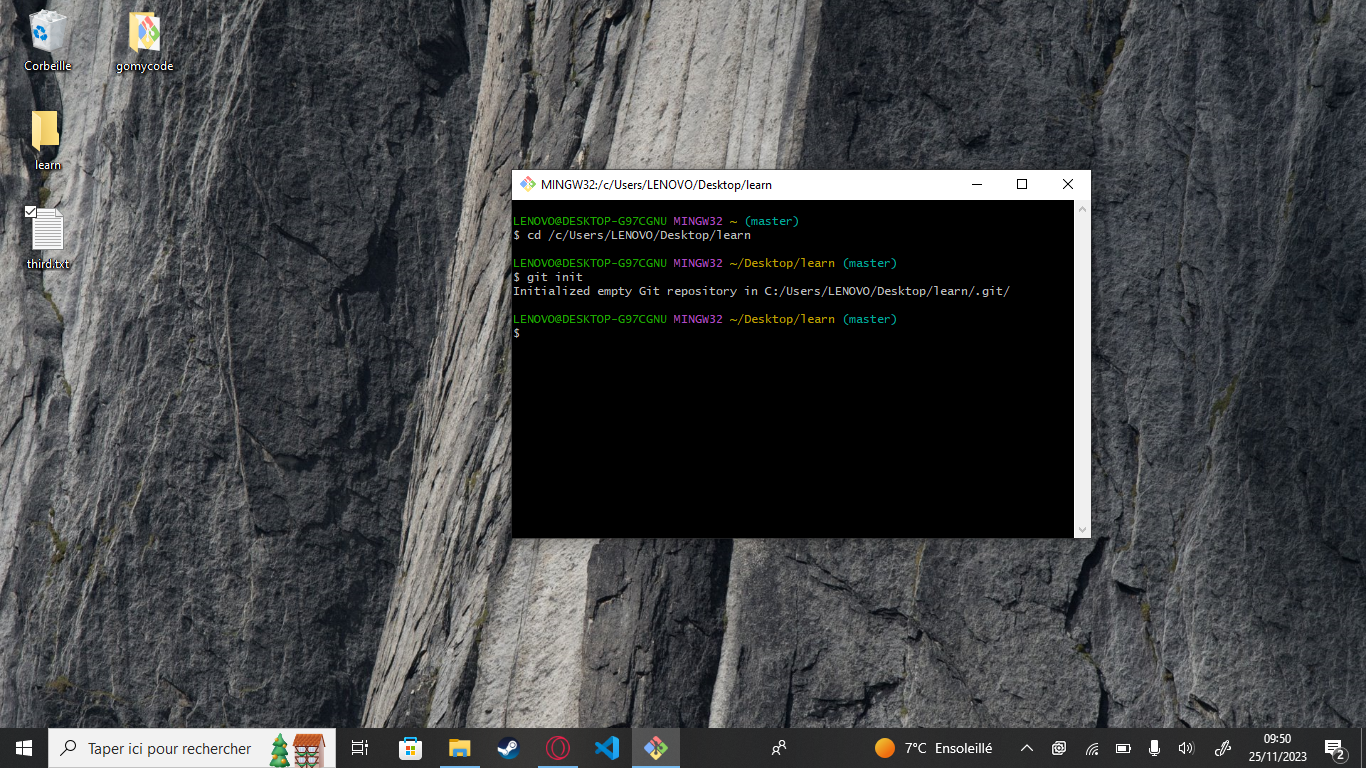 Corbeille
gomycode
learn
third.txt
MINGW32:/c/Users/LENOVO/Desktop/learn
LENOVO@DESKTOP-G97CGNU MINGW32 ~ (master)
$ cd /c/Users/LENOVO/Desktop/learn
LENOVO@DESKTOP-G97CGNU MINGW32 ~/Desktop/learn (master)
$ git init
Initialized empty Git repository in C:/Users/LENOVO/Desktop/learn/.git/
LENOVO@DESKTOP-G97CGNU MINGW32 ~/Desktop/learn (master)
$
Taper ici pour rechercher
7°C Ensoleillé
09:50
25/11/2023
2